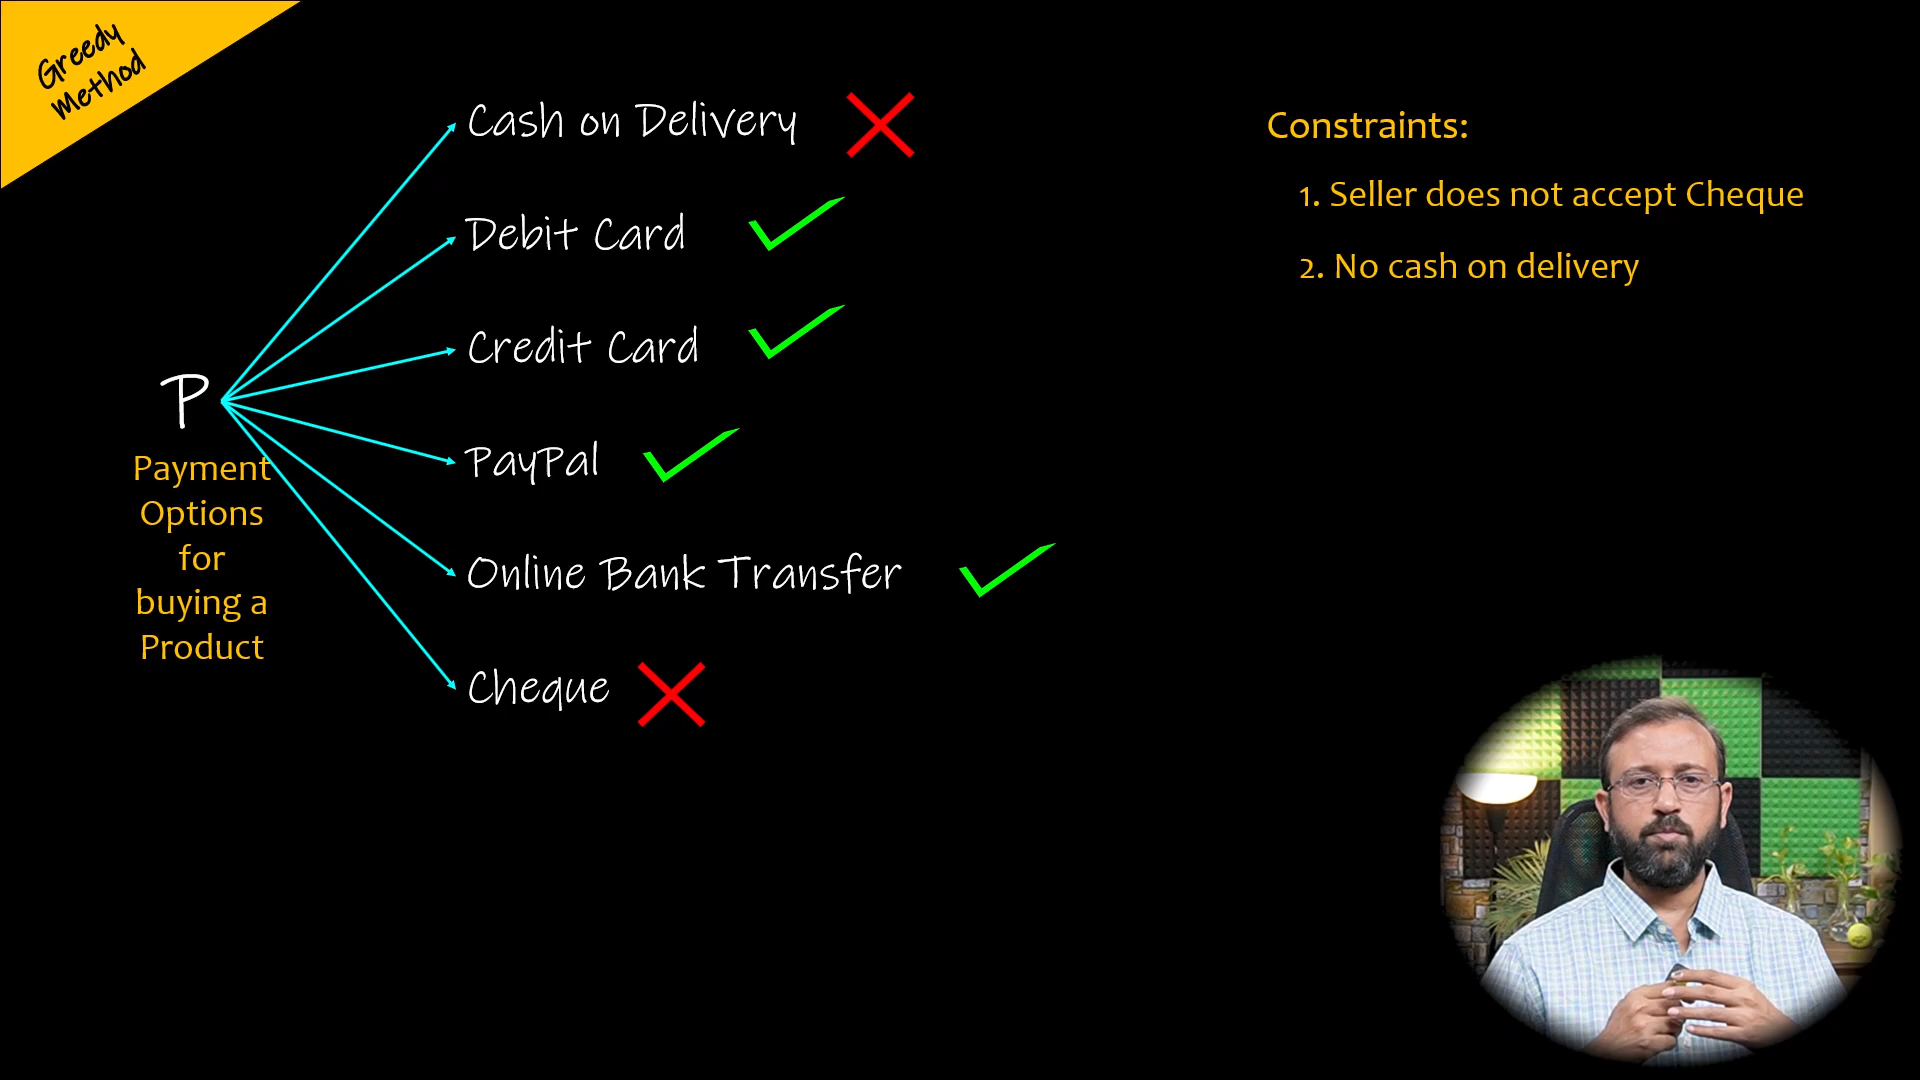 Greedy
Method
Cash on Delivery
Debit Card
Credit Card
PayPal
Online Bank Transfer
Cheque
P
Payment
Options
for
buying a
Product
Constraints:
1. Seller does not accept Cheque
2. No cash on delivery